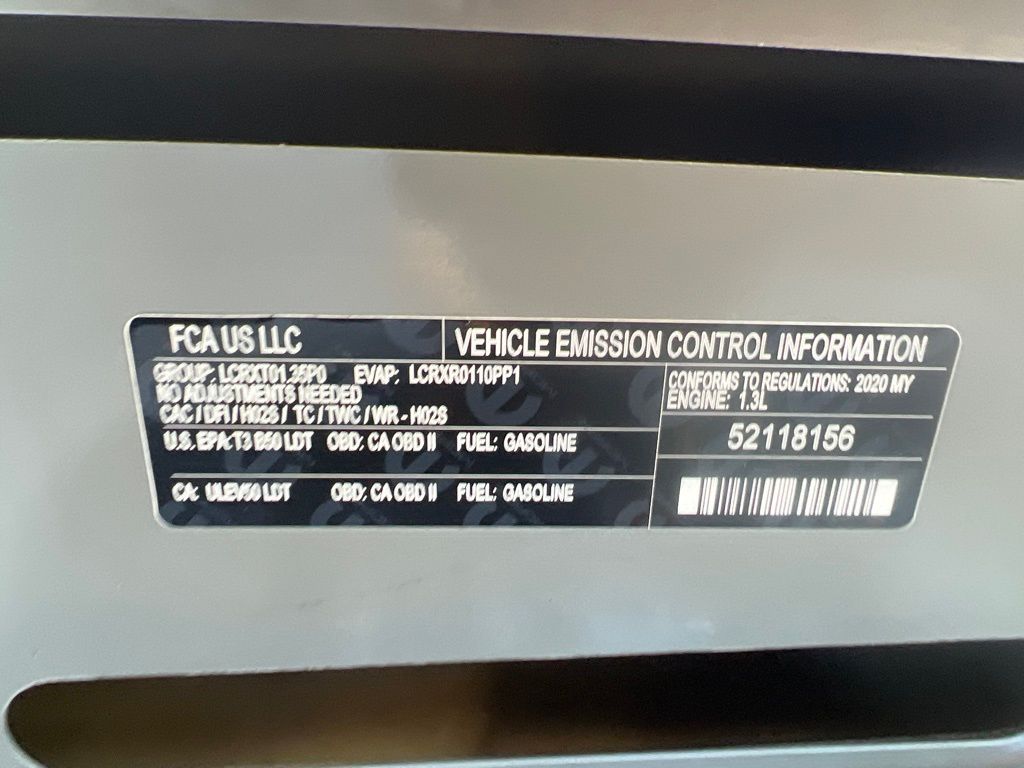 FCA US LLC
VEHICLE EMISSION CONTROL INFORMATION
GROUP: LCRXT01.35P0 EVAP: LCRXR0110PP1
NO ADJUSTMENTS NEEDED
CAC / DFI / HO2S / TC / TWC / WR - HO2S
U.S. EPA: T3 B50 LDT OBD: CA OBD II FUEL: GASOLINE
CA: ULEV50 LDT OBD: CA OBD II FUEL: GASOLINE
CONFORMS TO REGULATIONS: 2020 MY
ENGINE: 1.3L
52118156